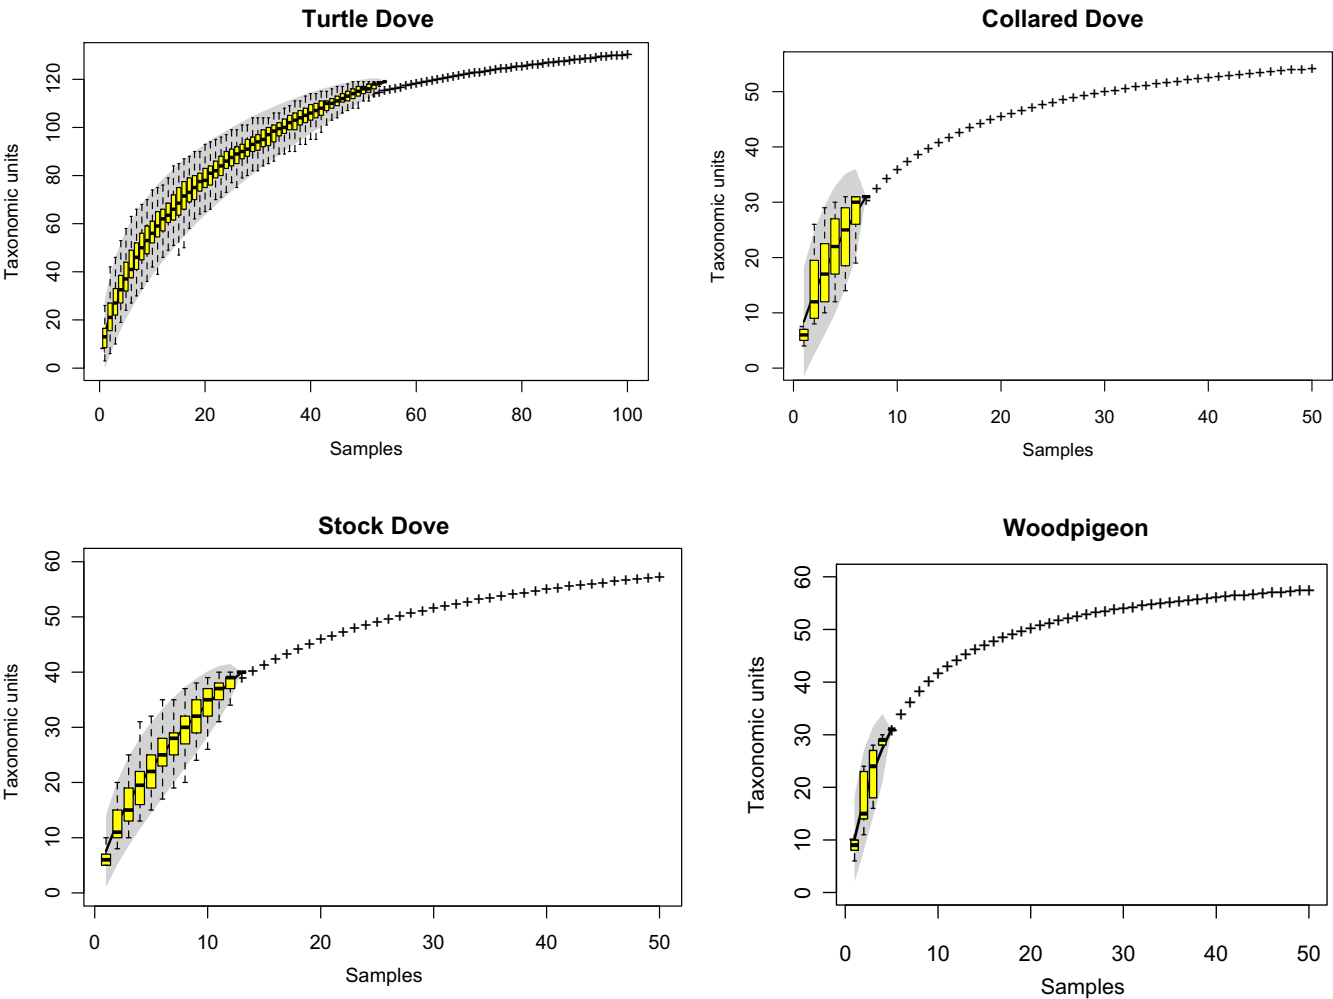 Turtle Dove
Taxonomic units
0 20 40 60 80 100 120
0 20 40 60 80 100
Samples
Collared Dove
Taxonomic units
0 10 20 30 40 50
0 10 20 30 40 50
Samples
Stock Dove
Taxonomic units
0 10 20 30 40 50 60
0 10 20 30 40 50
Samples
Woodpigeon
Taxonomic units
0 10 20 30 40 50 60
0 10 20 30 40 50
Samples